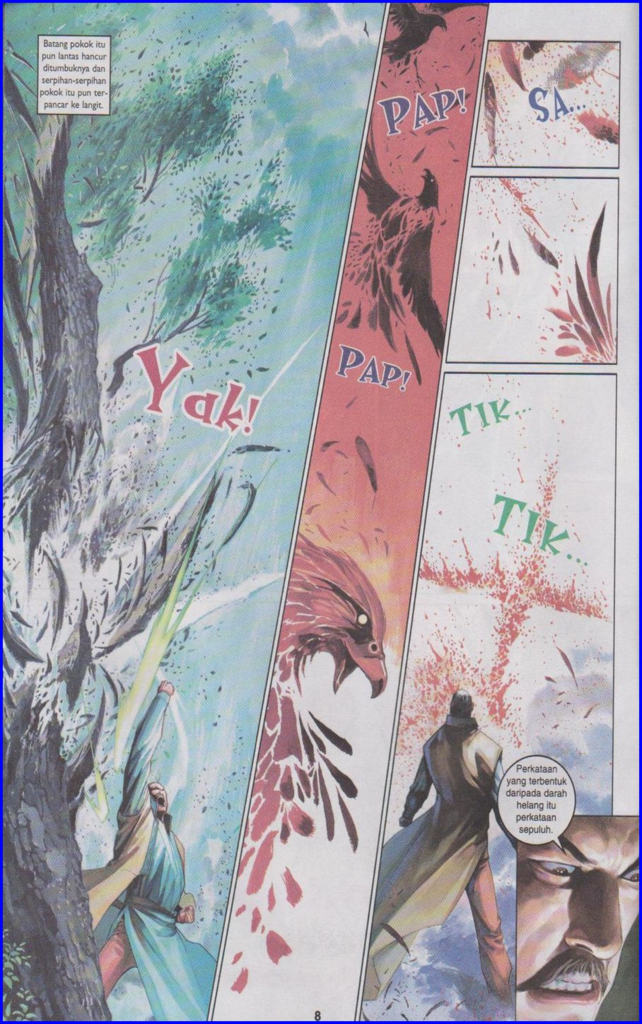 Batang pokok itu
pun lantas hancur
ditumbuknya dan
serpihan-serpihan
pokok itu pun ter-
pancar ke langit.
Yak!
PAP!
PAP!
SA...
TIK...
TIK...
Perkataan
yang terbentuk
daripada darah
helang itu
perkataan
sepuluh.
8